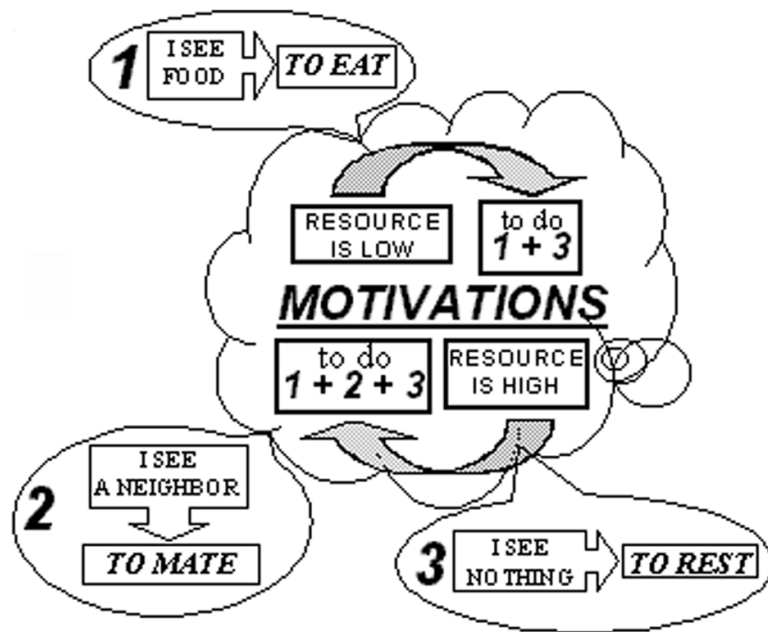 1
I SEE
FOOD
TO EAT
RESOURCE
IS LOW
to do
1 + 3
MOTIVATIONS
to do
1 + 2 + 3
RESOURCE
IS HIGH
2
I SEE
A NEIGHBOR
TO MATE
3
I SEE
NOTHING
TO REST